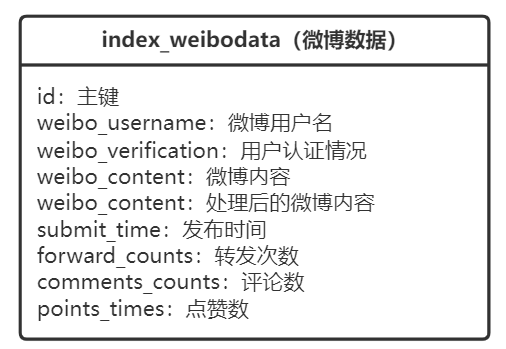 index_weibodata（微博数据）
id：主键
weibo_username：微博用户名
weibo_verification：用户认证情况
weibo_content：微博内容
weibo_content：处理后的微博内容
submit_time：发布时间
forward_counts：转发次数
comments_counts：评论数
points_times：点赞数